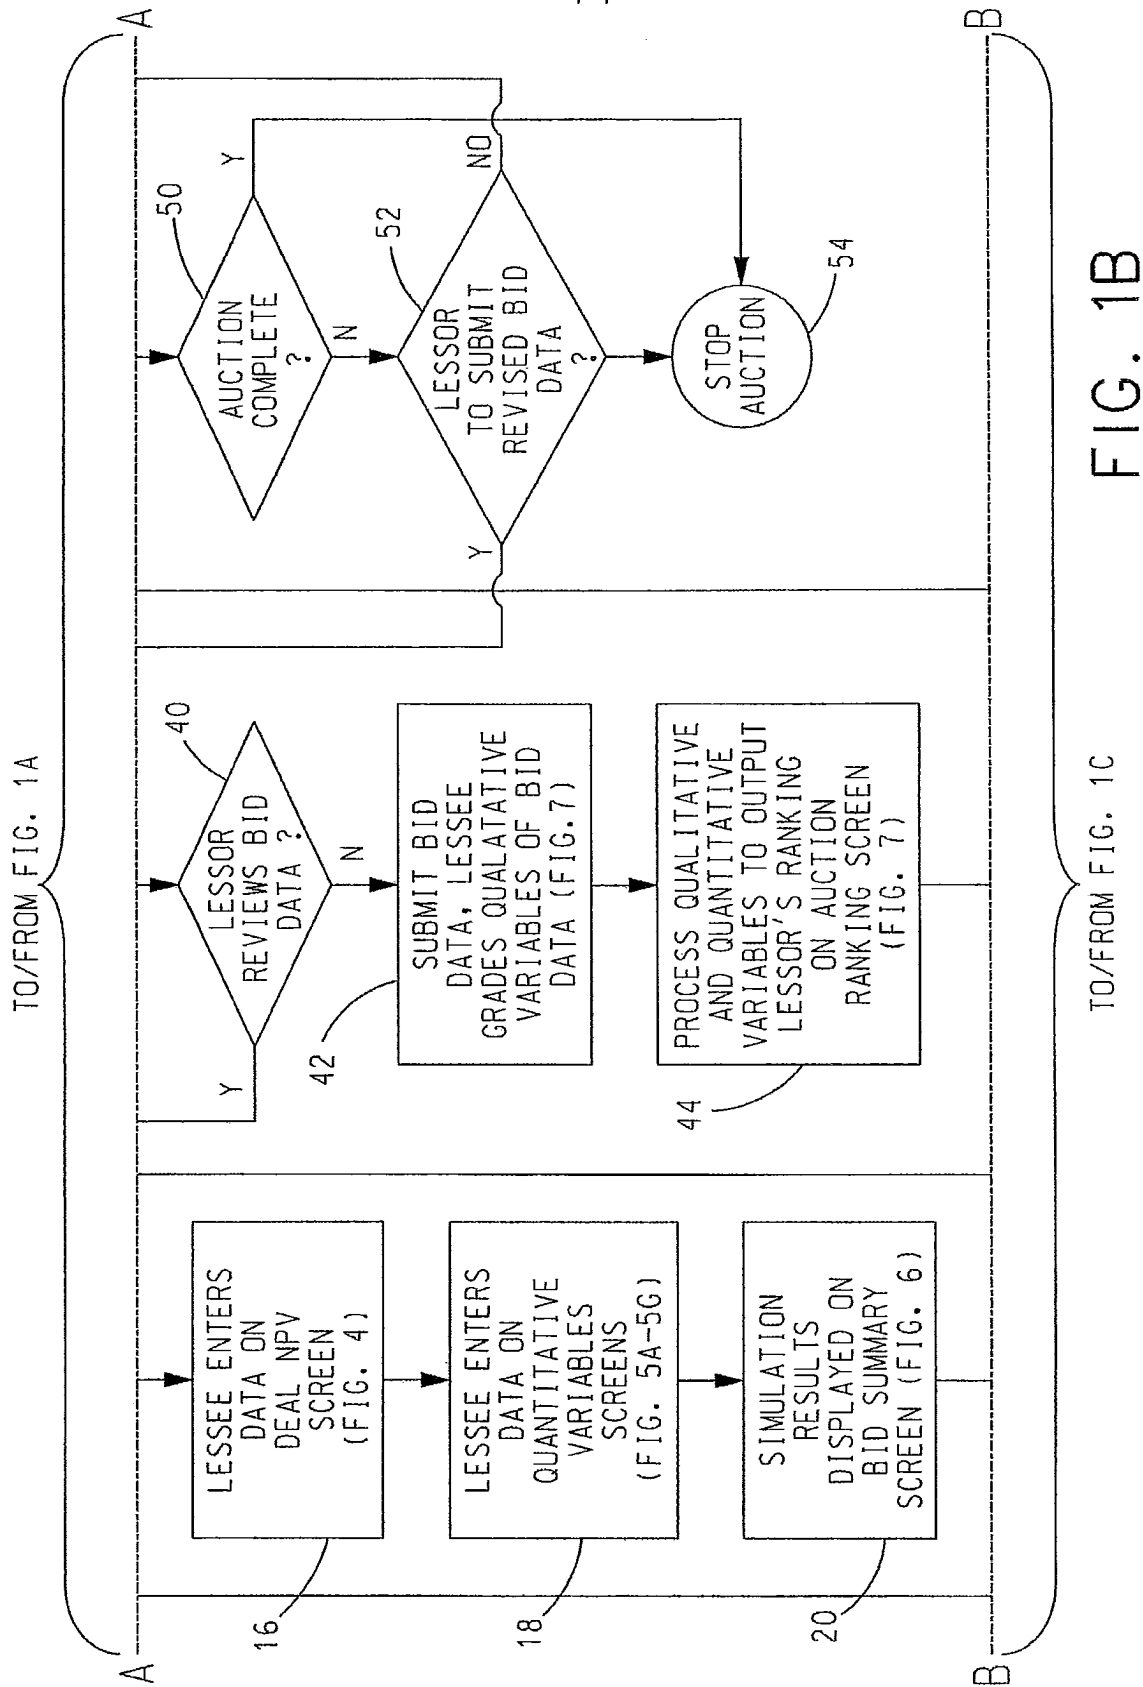 TO/FROM FIG. 1A
A
A
LESSEE ENTERS
DATA ON
DEAL NPV
SCREEN
(FIG. 4)
16
LESSEE ENTERS
DATA ON
QUANTITATIVE
VARIABLES
SCREENS
(FIG. 5A-5G)
18
SIMULATION
RESULTS
DISPLAYED ON
BID SUMMARY
SCREEN (FIG. 6)
20
LESSOR
REVIEWS BID
DATA ?
40
Y
N
SUBMIT BID
DATA, LESSEE
GRADES QUALATATIVE
VARIABLES OF BID
DATA (FIG.7)
42
PROCESS QUALITATIVE
AND QUANTITATIVE
VARIABLES TO OUTPUT
LESSOR'S RANKING
ON AUCTION
RANKING SCREEN
(FIG. 7)
44
AUCTION
COMPLETE
?
50
Y
N
LESSOR
TO SUBMIT
REVISED BID
DATA
?
52
Y
NO
STOP
AUCTION
54
B
B
TO/FROM FIG. 1C
FIG. 1B